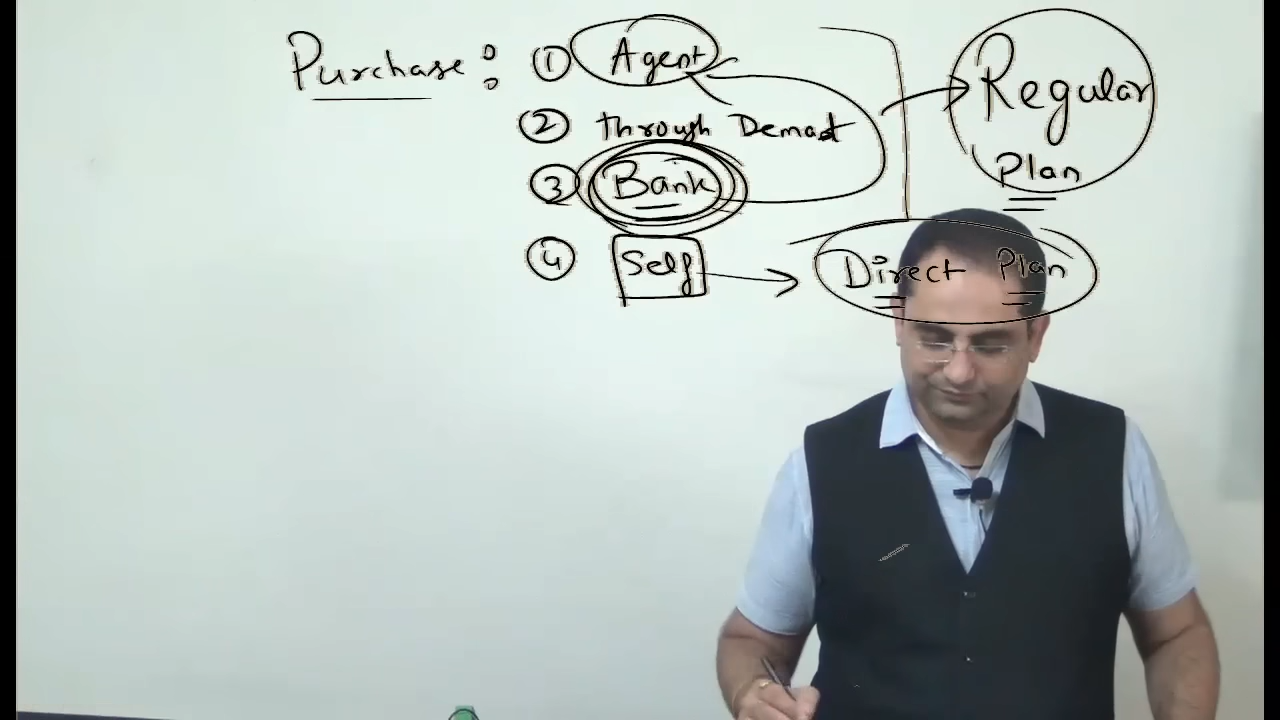 Purchase : ① Agent
② through Demat
③ Bank
④ Self → Direct Plan
Regular
Plan